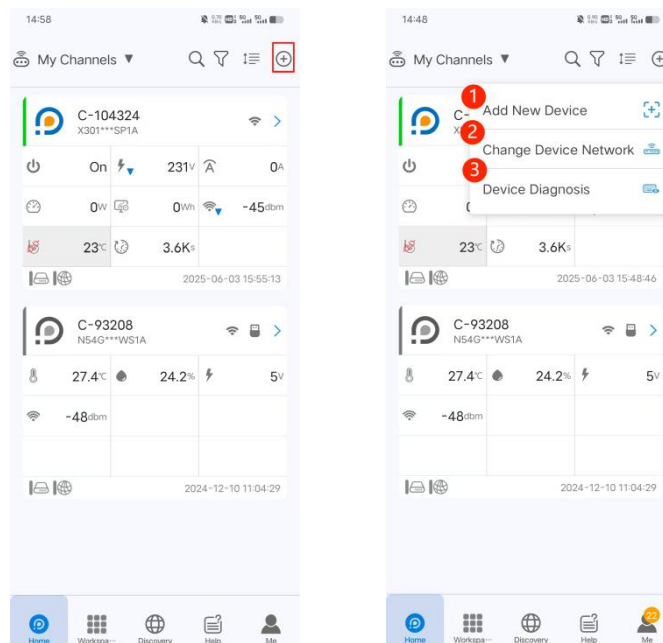 14:58
My Channels ▼
C-104324
X301***SP1A
On
231V
0A
0W
0Wh
-45dbm
23℃
3.6Ks
2025-06-03 15:55:13
C-93208
N54G***WS1A
27.4℃
24.2%
5V
-48dbm
2024-12-10 11:04:29
Home
Workspa···
Discovery
Help
Me
14:48
My Channels ▼
C-
1
Add New Device
2
Change Device Network
3
Device Diagnosis
23℃
3.6Ks
2025-06-03 15:48:46
C-93208
N54G***WS1A
27.4℃
24.2%
5V
-48dbm
2024-12-10 11:04:29
22
Home
Workspa···
Discovery
Help
Me